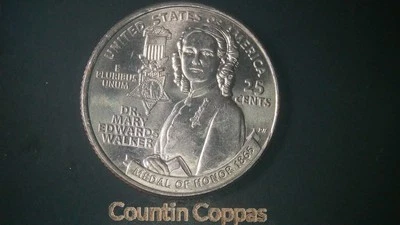 UNITED STATES OF AMERICA
E
PLURIBUS
UNUM
25
CENTS
DR.
MARY
EDWARDS
WALKER
MEDAL OF HONOR 1865
Countin Coppas